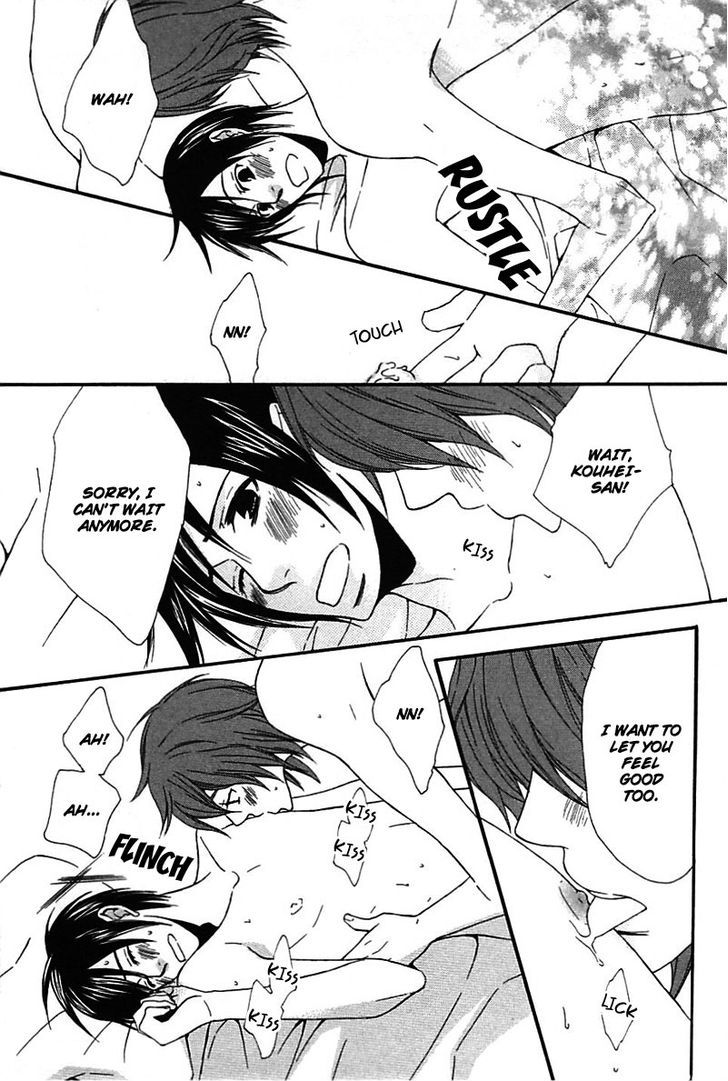 WAH!
RUSTLE
NN!
TOUCH
WAIT,
KOUHEI-
SAN!
SORRY, I
CAN'T WAIT
ANYMORE.
KISS
I WANT TO
LET YOU
FEEL
GOOD
TOO.
LICK
NN!
AH!
AH...
KISS
KISS
FLINCH
KISS
KISS